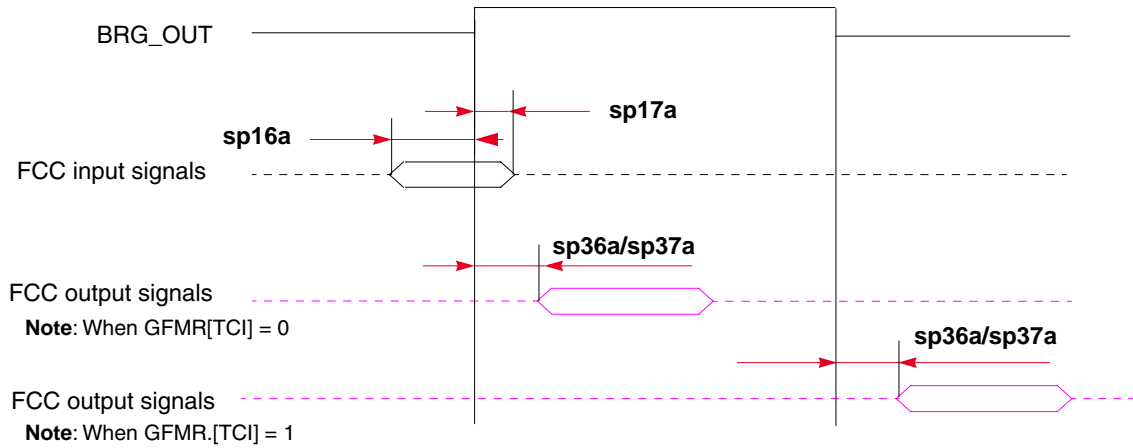 BRG_OUT
sp17a
sp16a
FCC input signals
sp36a/sp37a
FCC output signals
Note: When GFMR[TCI] = 0
sp36a/sp37a
FCC output signals
Note: When GFMR.[TCI] = 1